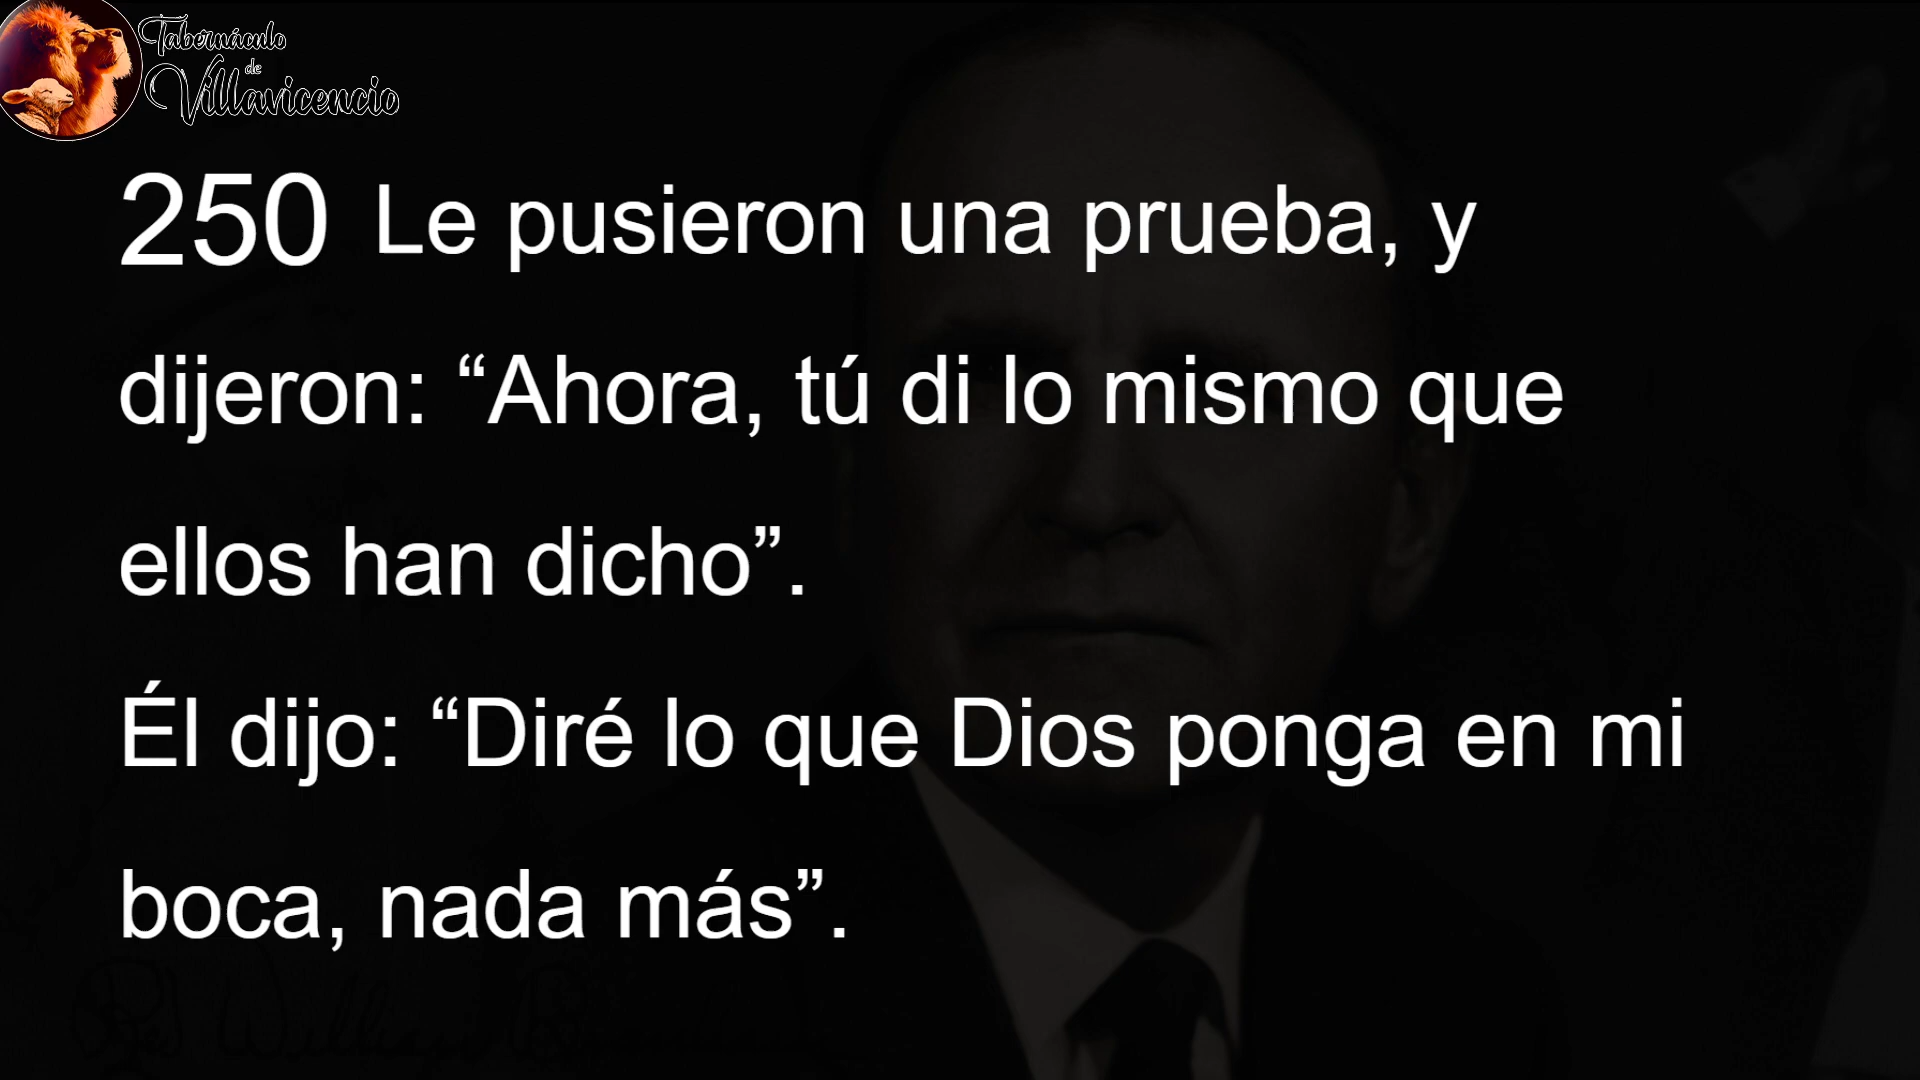 Tabernáculo
de
Villavicencio
250 Le pusieron una prueba, y
dijeron: “Ahora, tú di lo mismo que
ellos han dicho”.
Él dijo: “Diré lo que Dios ponga en mi
boca, nada más”.